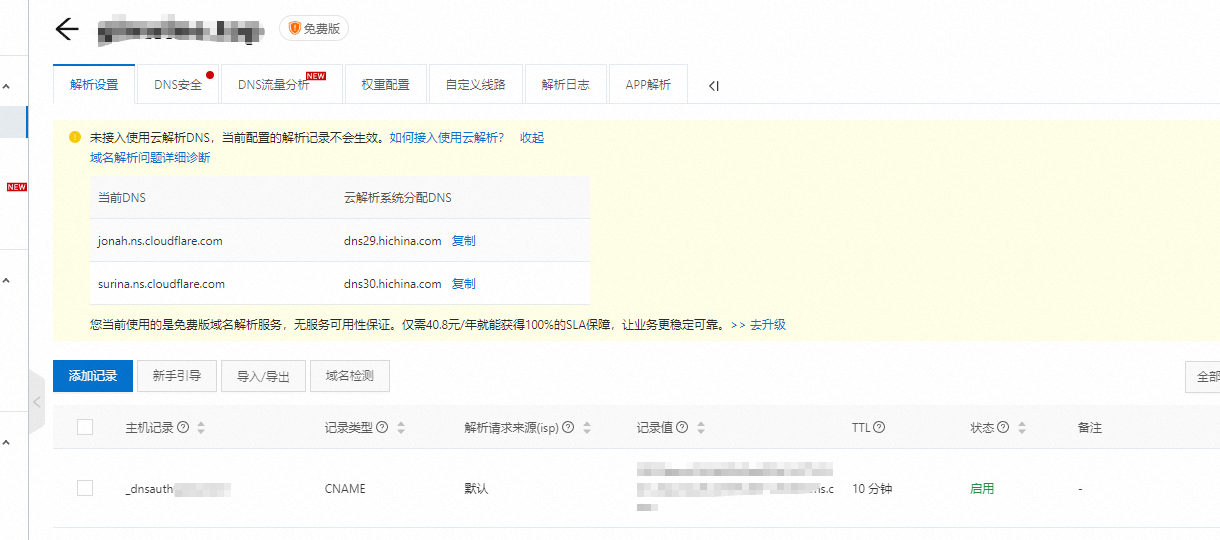 免费版
解析设置
DNS安全
DNS流量分析
NEW
权重配置
自定义线路
解析日志
APP解析
未接入使用云解析DNS，当前配置的解析记录不会生效。如何接入使用云解析？ 收起
域名解析问题详细诊断
NEW
当前DNS 云解析系统分配DNS
jonah.ns.cloudflare.com dns29.hichina.com 复制
surina.ns.cloudflare.com dns30.hichina.com 复制
您当前使用的是免费版域名解析服务，无服务可用性保证。仅需40.8元/年就能获得100%的SLA保障，让业务更稳定可靠。>> 去升级
添加记录 新手引导 导入/导出 域名检测 全部
主机记录 记录类型 解析请求来源(isp) 记录值 TTL 状态 备注
_dnsauth CNAME 默认 ns.c 10 分钟 启用 -